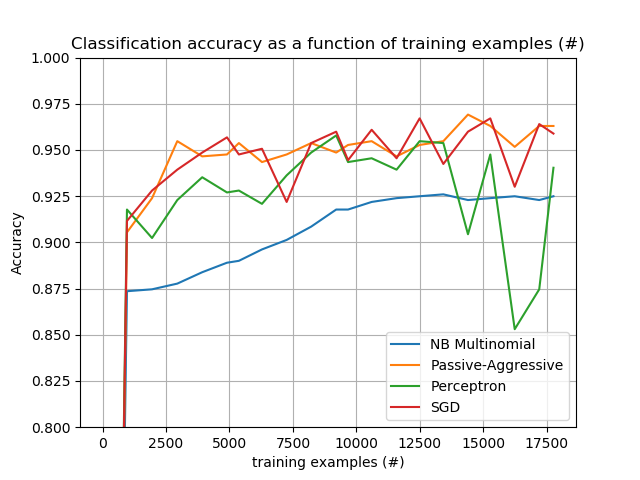 Classification accuracy as a function of training examples (#)
1.000
0.975
0.950
0.925
0.900
0.875
0.850
0.825
0.800
Accuracy
NB Multinomial
Passive-Aggressive
Perceptron
SGD
0 2500 5000 7500 10000 12500 15000 17500
training examples (#)